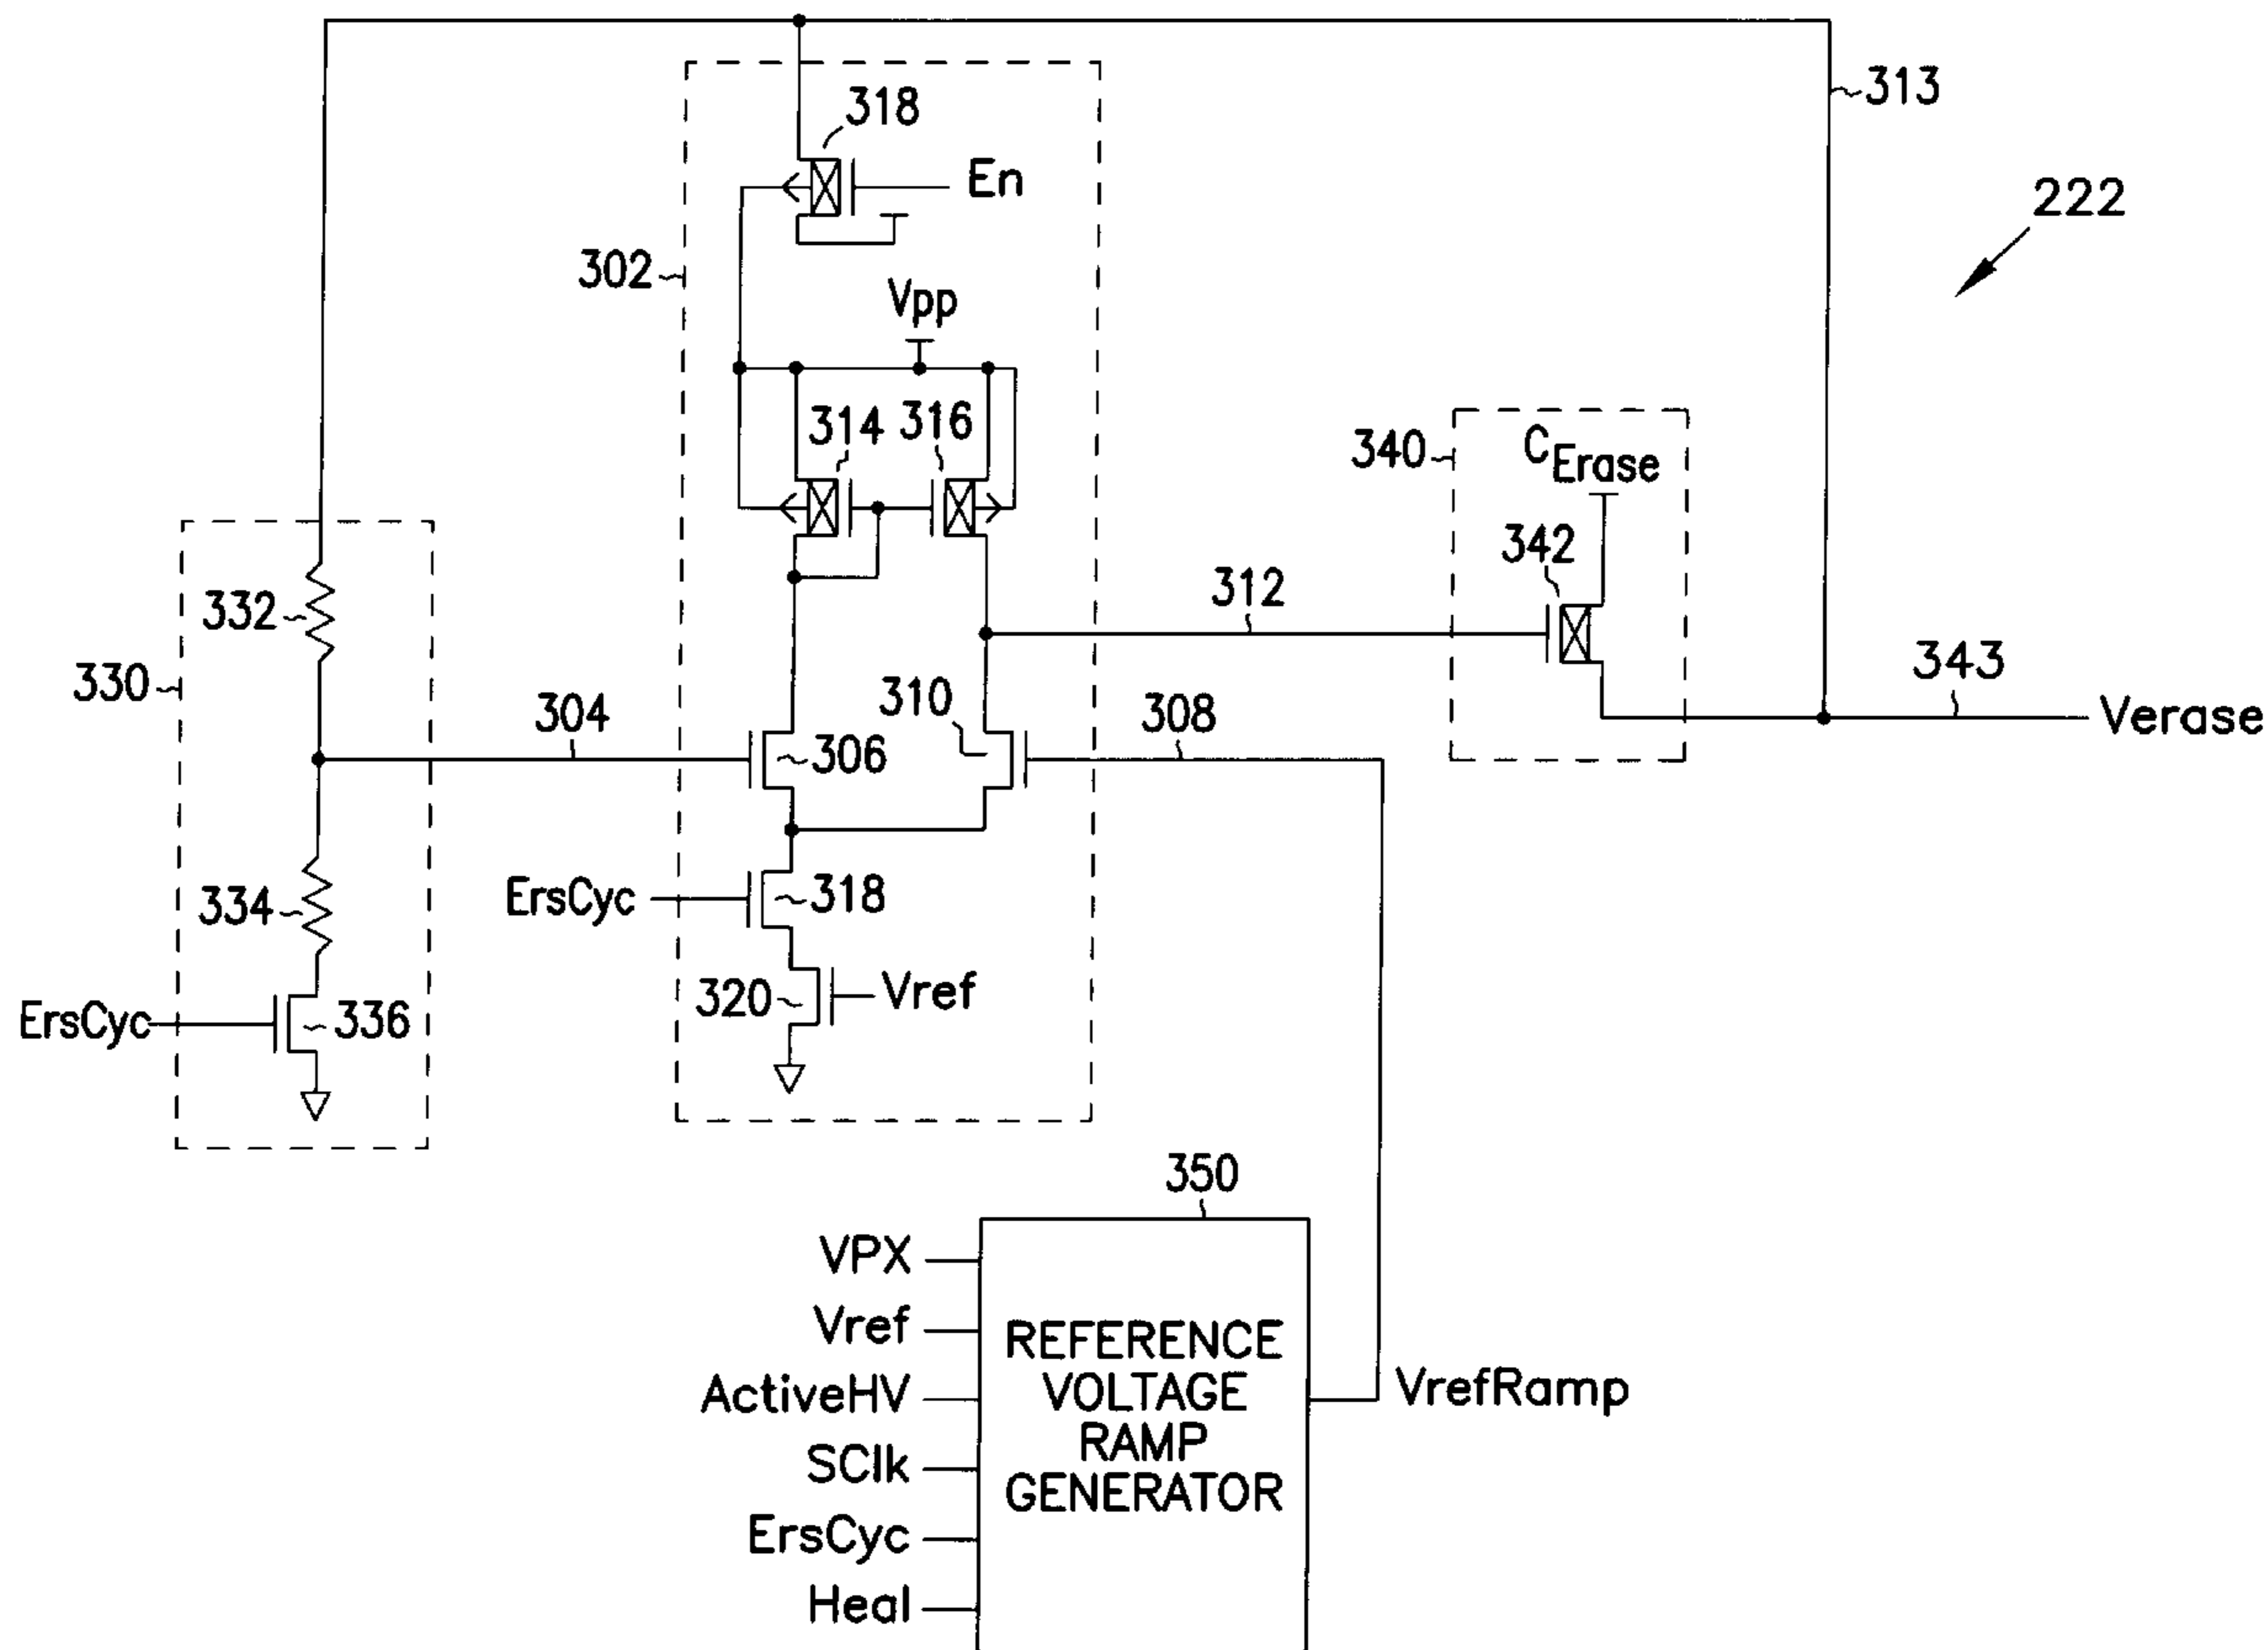 313
318
En
222
302
Vpp
314
316
340
CErase
342
332
312
330
304
310
308
343
Verase
306
334
ErsCyc
318
320
Vref
ErsCyc
336
350
VPX
Vref
ActiveHV
SClk
ErsCyc
Heal
REFERENCE
VOLTAGE
RAMP
GENERATOR
VrefRamp